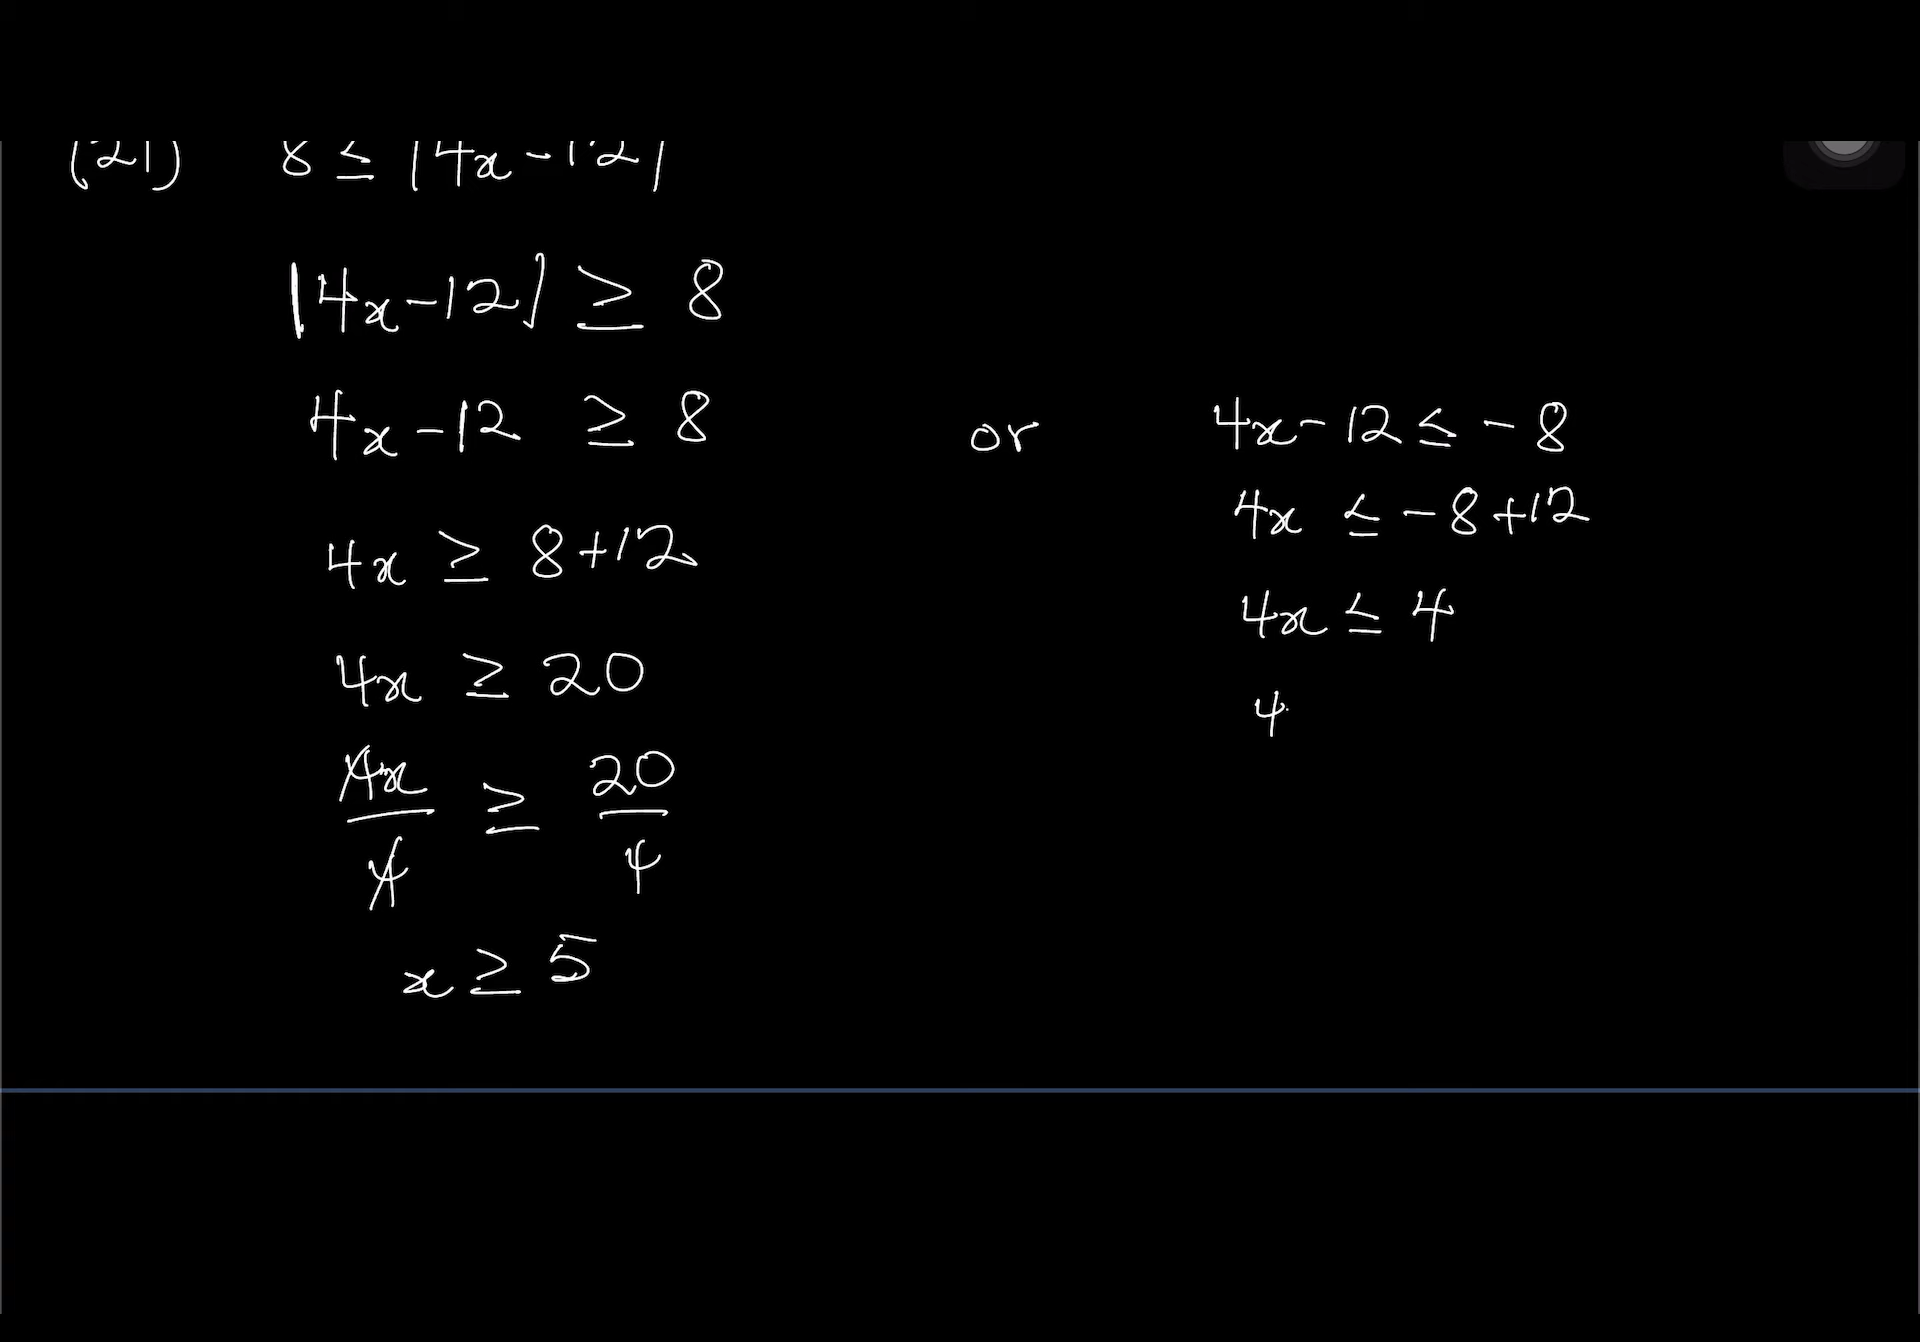 (21) 8 ≤ |4x-12|
|4x-12| ≥ 8
4x-12 ≥ 8 or 4x-12 ≤ -8
4x ≤ -8+12
4x ≥ 8+12
4x ≤ 4
4x ≥ 20
4
4x/4 ≥ 20/4
x ≥ 5